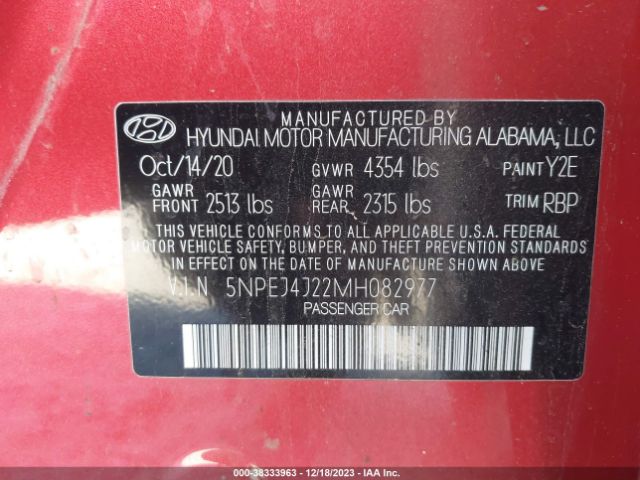 MANUFACTURED BY
HYUNDAI MOTOR MANUFACTURING ALABAMA, LLC
Oct/14/20 GVWR 4354 lbs PAINT Y2E
GAWR FRONT 2513 lbs GAWR REAR 2315 lbs TRIM RBP
THIS VEHICLE CONFORMS TO ALL APPLICABLE U.S.A. FEDERAL
MOTOR VEHICLE SAFETY, BUMPER, AND THEFT PREVENTION STANDARDS
IN EFFECT ON THE DATE OF MANUFACTURE SHOWN ABOVE.
V.I.N 5NPEJ4J22MH082977
PASSENGER CAR
000-38333963 - 12/18/2023 - IAA Inc.